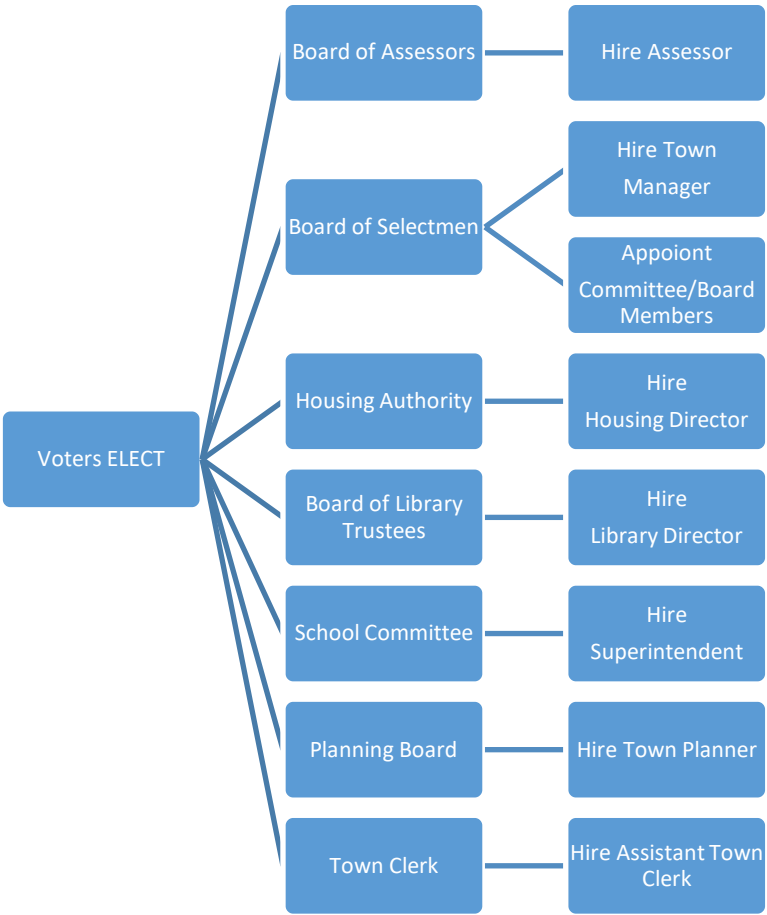 Board of Assessors
Hire Assessor
Hire Town
Manager
Board of Selectmen
Appoiont
Committee/Board
Members
Housing Authority
Hire
Housing Director
Voters ELECT
Board of Library
Trustees
Hire
Library Director
School Committee
Hire
Superintendent
Planning Board
Hire Town Planner
Town Clerk
Hire Assistant Town
Clerk